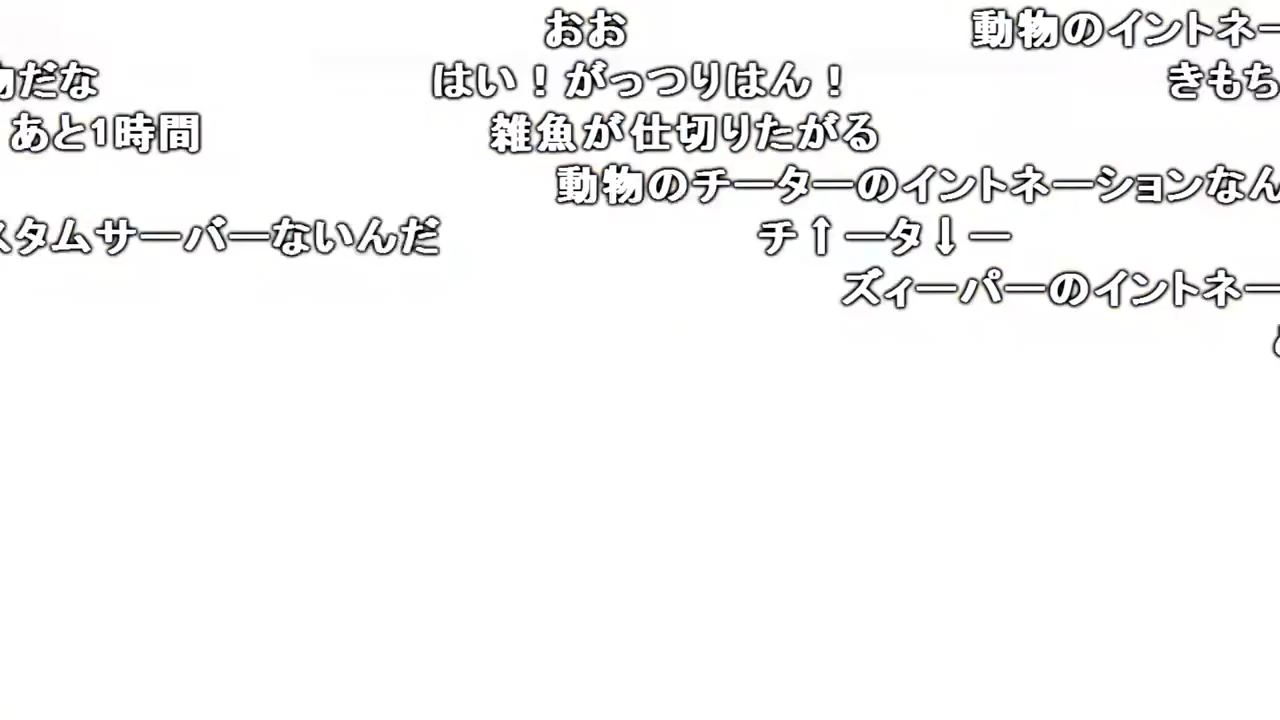 おお 動物のイントネー
物だな はい！がっつりはん！ きもち
あと1時間 雑魚が仕切りたがる
動物のチーターのイントネーションなん
スタムサーバーないんだ チ↑ータ↓ー
ズィーパーのイントネー